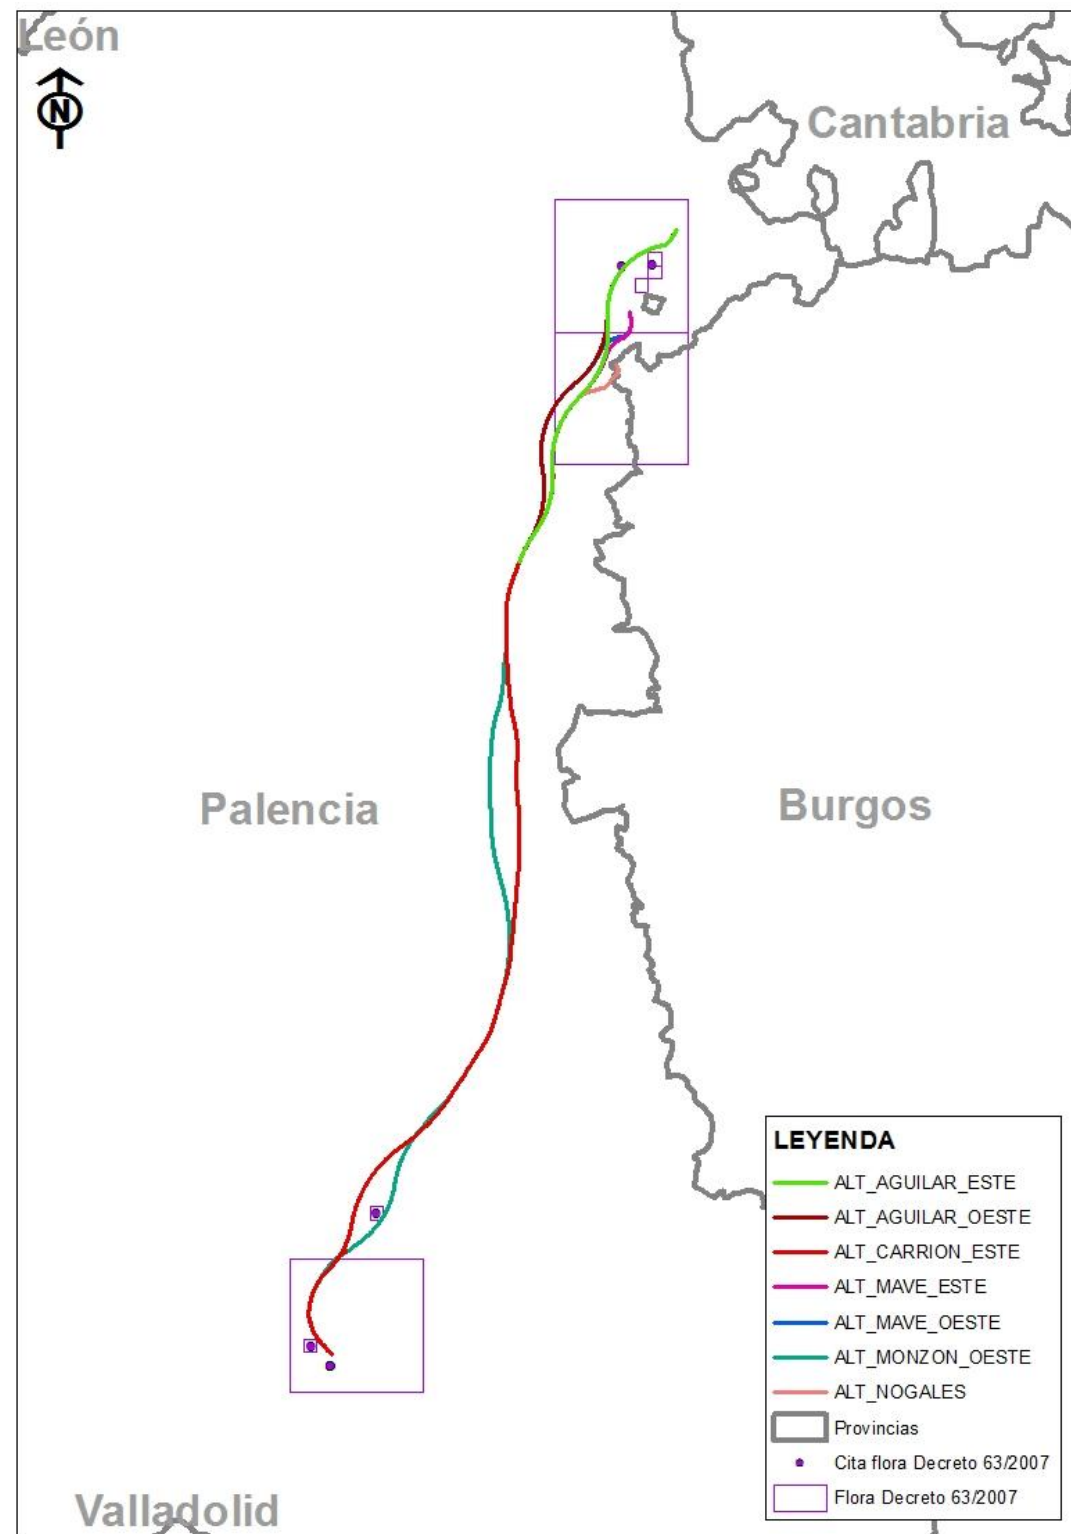 León
N
Cantabria
Palencia
Burgos
LEYENDA
ALT_AGUILAR_ESTE
ALT_AGUILAR_OESTE
ALT_CARRION_ESTE
ALT_MAVE_ESTE
ALT_MAVE_OESTE
ALT_MONZON_OESTE
ALT_NOGALES
Provincias
Cita flora Decreto 63/2007
Flora Decreto 63/2007
Valladolid